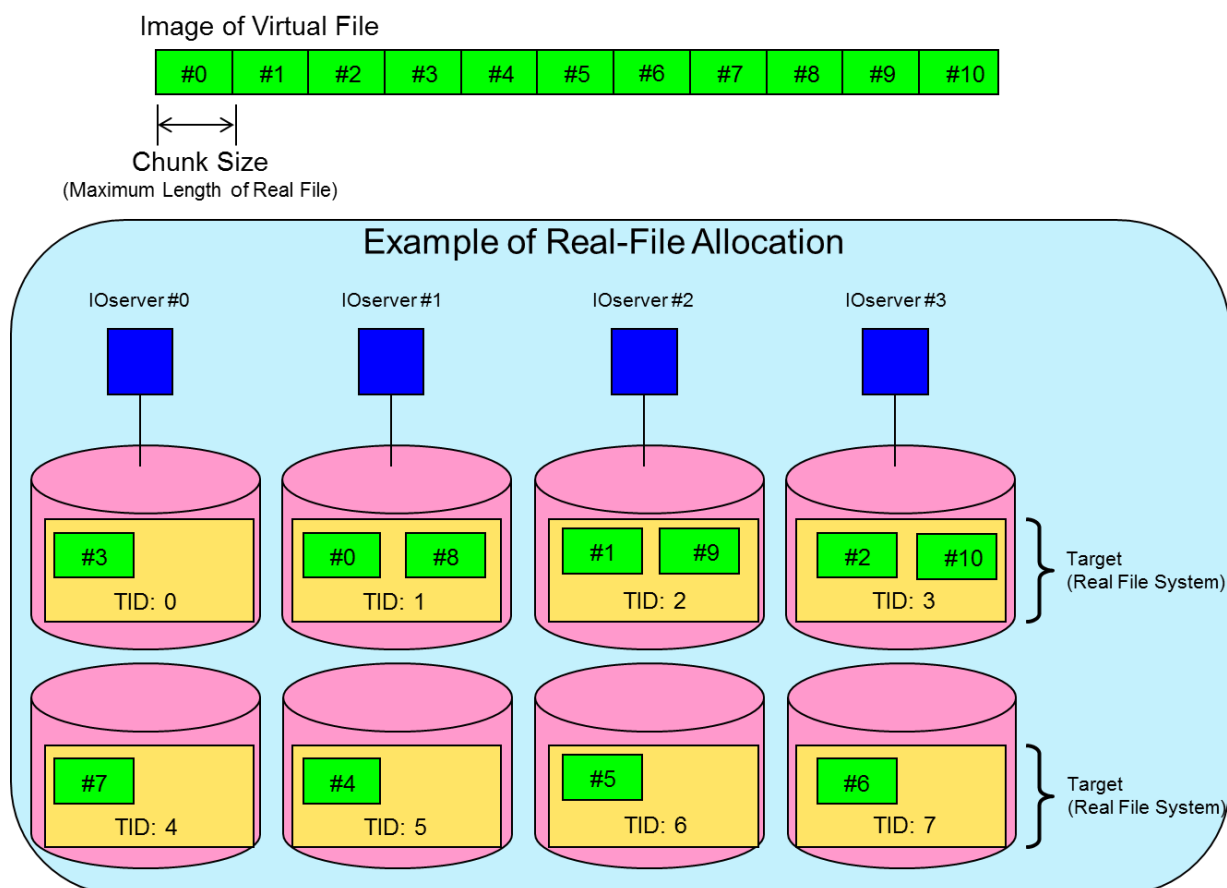 Image of Virtual File
#0 #1 #2 #3 #4 #5 #6 #7 #8 #9 #10
Chunk Size
(Maximum Length of Real File)
Example of Real-File Allocation
IOserver #0 IOserver #1 IOserver #2 IOserver #3
#3 #0 #8 #1 #9 #2 #10
TID: 0 TID: 1 TID: 2 TID: 3
Target
(Real File System)
#7 #4 #5 #6
TID: 4 TID: 5 TID: 6 TID: 7
Target
(Real File System)